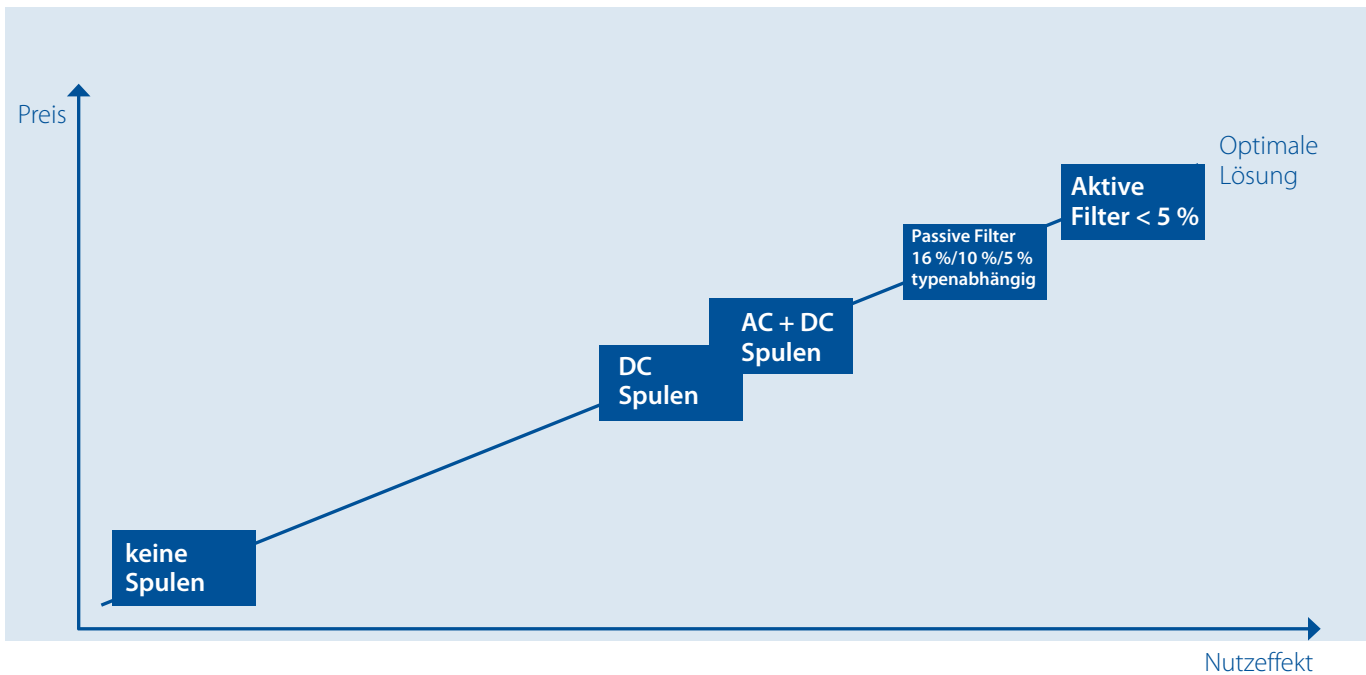 Preis
Optimale
Lösung
Aktive
Filter < 5 %
Passive Filter
16 %/10 %/5 %
typenabhängig
AC + DC
Spulen
DC
Spulen
keine
Spulen
Nutzeffekt